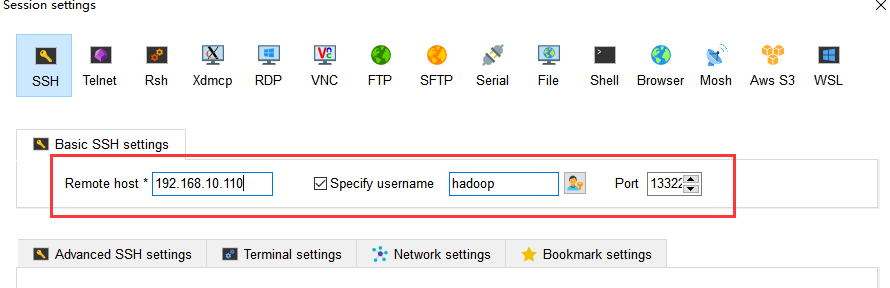 Session settings
SSH Telnet Rsh Xdmcp RDP VNC FTP SFTP Serial File Shell Browser Mosh Aws S3 WSL
Basic SSH settings
Remote host * 192.168.10.110 Specify username hadoop Port 13322
Advanced SSH settings Terminal settings Network settings Bookmark settings